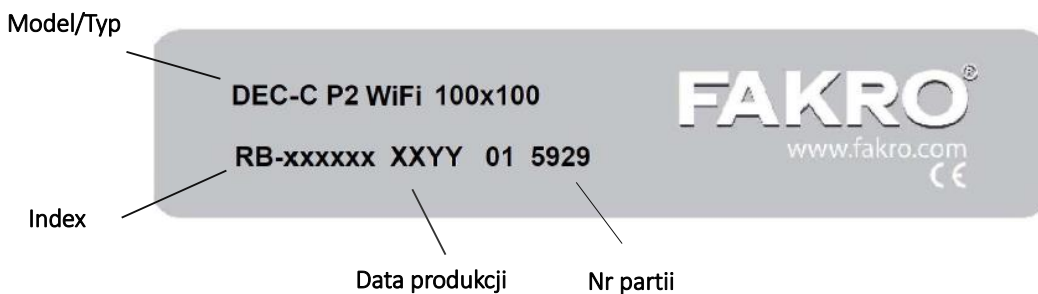 Model/Typ
DEC-C P2 WiFi 100x100
RB-xxxxxx XXYY 01 5929
FAKRO®
www.fakro.com
CE
Index
Data produkcji
Nr partii